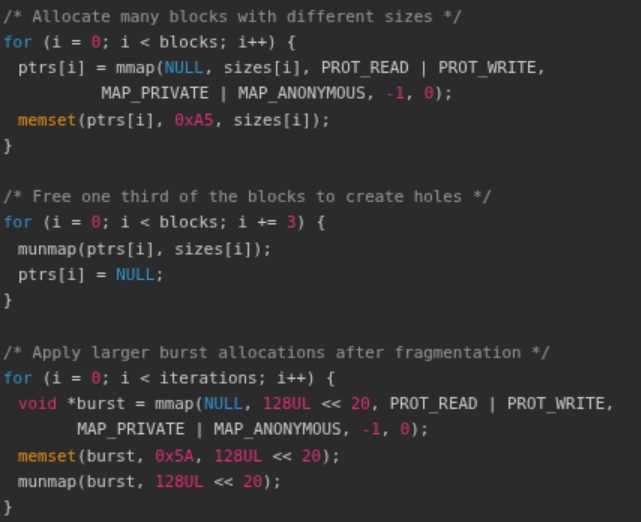 /* Allocate many blocks with different sizes */
for (i = 0; i < blocks; i++) {
  ptrs[i] = mmap(NULL, sizes[i], PROT_READ | PROT_WRITE,
             MAP_PRIVATE | MAP_ANONYMOUS, -1, 0);
  memset(ptrs[i], 0xA5, sizes[i]);
}

/* Free one third of the blocks to create holes */
for (i = 0; i < blocks; i += 3) {
  munmap(ptrs[i], sizes[i]);
  ptrs[i] = NULL;
}

/* Apply larger burst allocations after fragmentation */
for (i = 0; i < iterations; i++) {
  void *burst = mmap(NULL, 128UL << 20, PROT_READ | PROT_WRITE,
          MAP_PRIVATE | MAP_ANONYMOUS, -1, 0);
  memset(burst, 0x5A, 128UL << 20);
  munmap(burst, 128UL << 20);
}